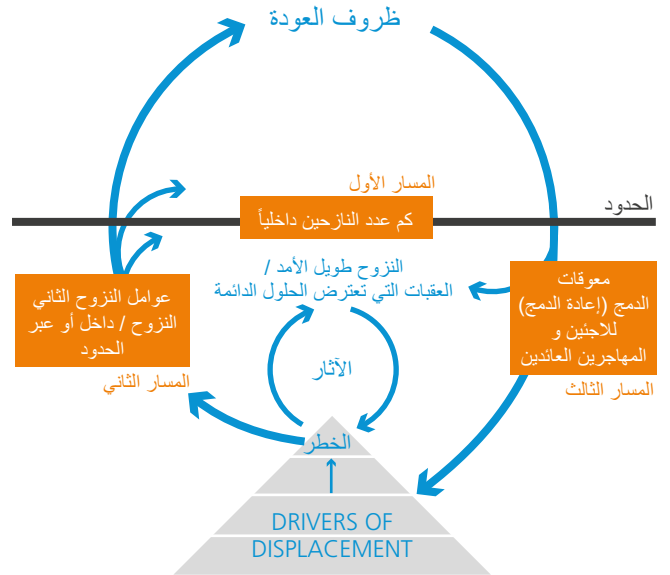 ظروف العودة
المسار الأول
الحدود
كم عدد النازحين داخلياً
النزوح طويل الأمد /
العقبات التي تعترض الحلول الدائمة
معوقات
الدمج (إعادة الدمج)
للاجئين و
المهاجرين العائدين
المسار الثالث
عوامل النزوح الثاني
النزوح / داخل أو عبر
الحدود
المسار الثاني
الآثار
الخطر
DRIVERS OF
DISPLACEMENT